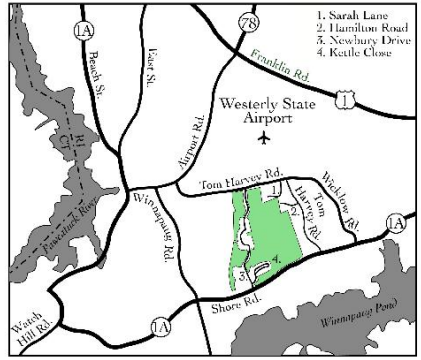 1. Sarah Lane
2. Hamilton Road
3. Newbury Drive
4. Kettle Close
78
1A
Beach St.
East St.
Franklin Rd.
1
Airport Rd.
Westerly State
Airport
RI
CT
Pawcatuck River
Winnapaug Rd.
Tom Harvey Rd.
1.
2.
Tom
Harvey Rd.
Wicklow Rd.
1A
3.
4.
Shore Rd.
Watch
Hill Rd.
1A
Winnapaug Pond